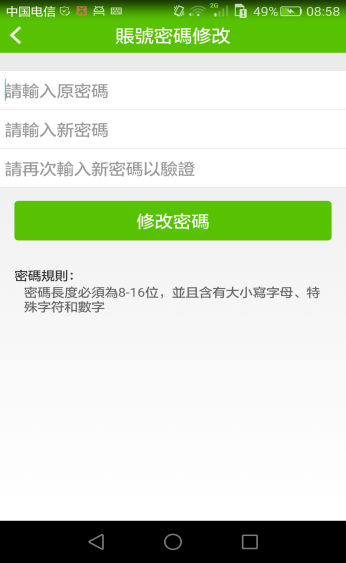 中国电信 2G 49% 08:58
賬號密碼修改
請輸入原密碼
請輸入新密碼
請再次輸入新密碼以驗證
修改密碼
密碼規則：
密碼長度必須為8-16位，並且含有大小寫字母、特
殊字符和數字